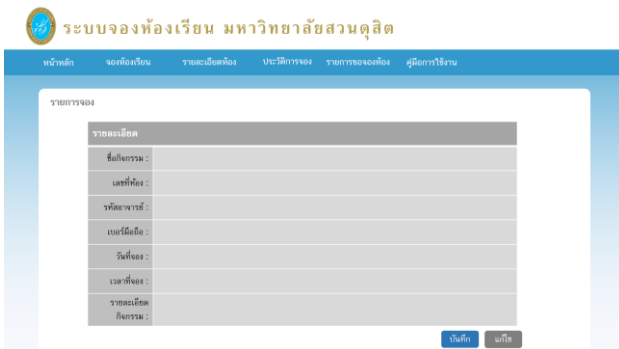 ระบบจองห้องเรียน มหาวิทยาลัยสวนดุสิต
หน้าหลัก จองห้องเรียน รายละเอียดห้อง ประวัติการจอง รายการขอจองห้อง คู่มือการใช้งาน
รายการจอง
รายละเอียด
ชื่อกิจกรรม :
เลขที่ห้อง :
รหัสอาจารย์ :
เบอร์มือถือ :
วันที่จอง :
เวลาที่จอง :
รายละเอียด
กิจกรรม :
บันทึก แก้ไข